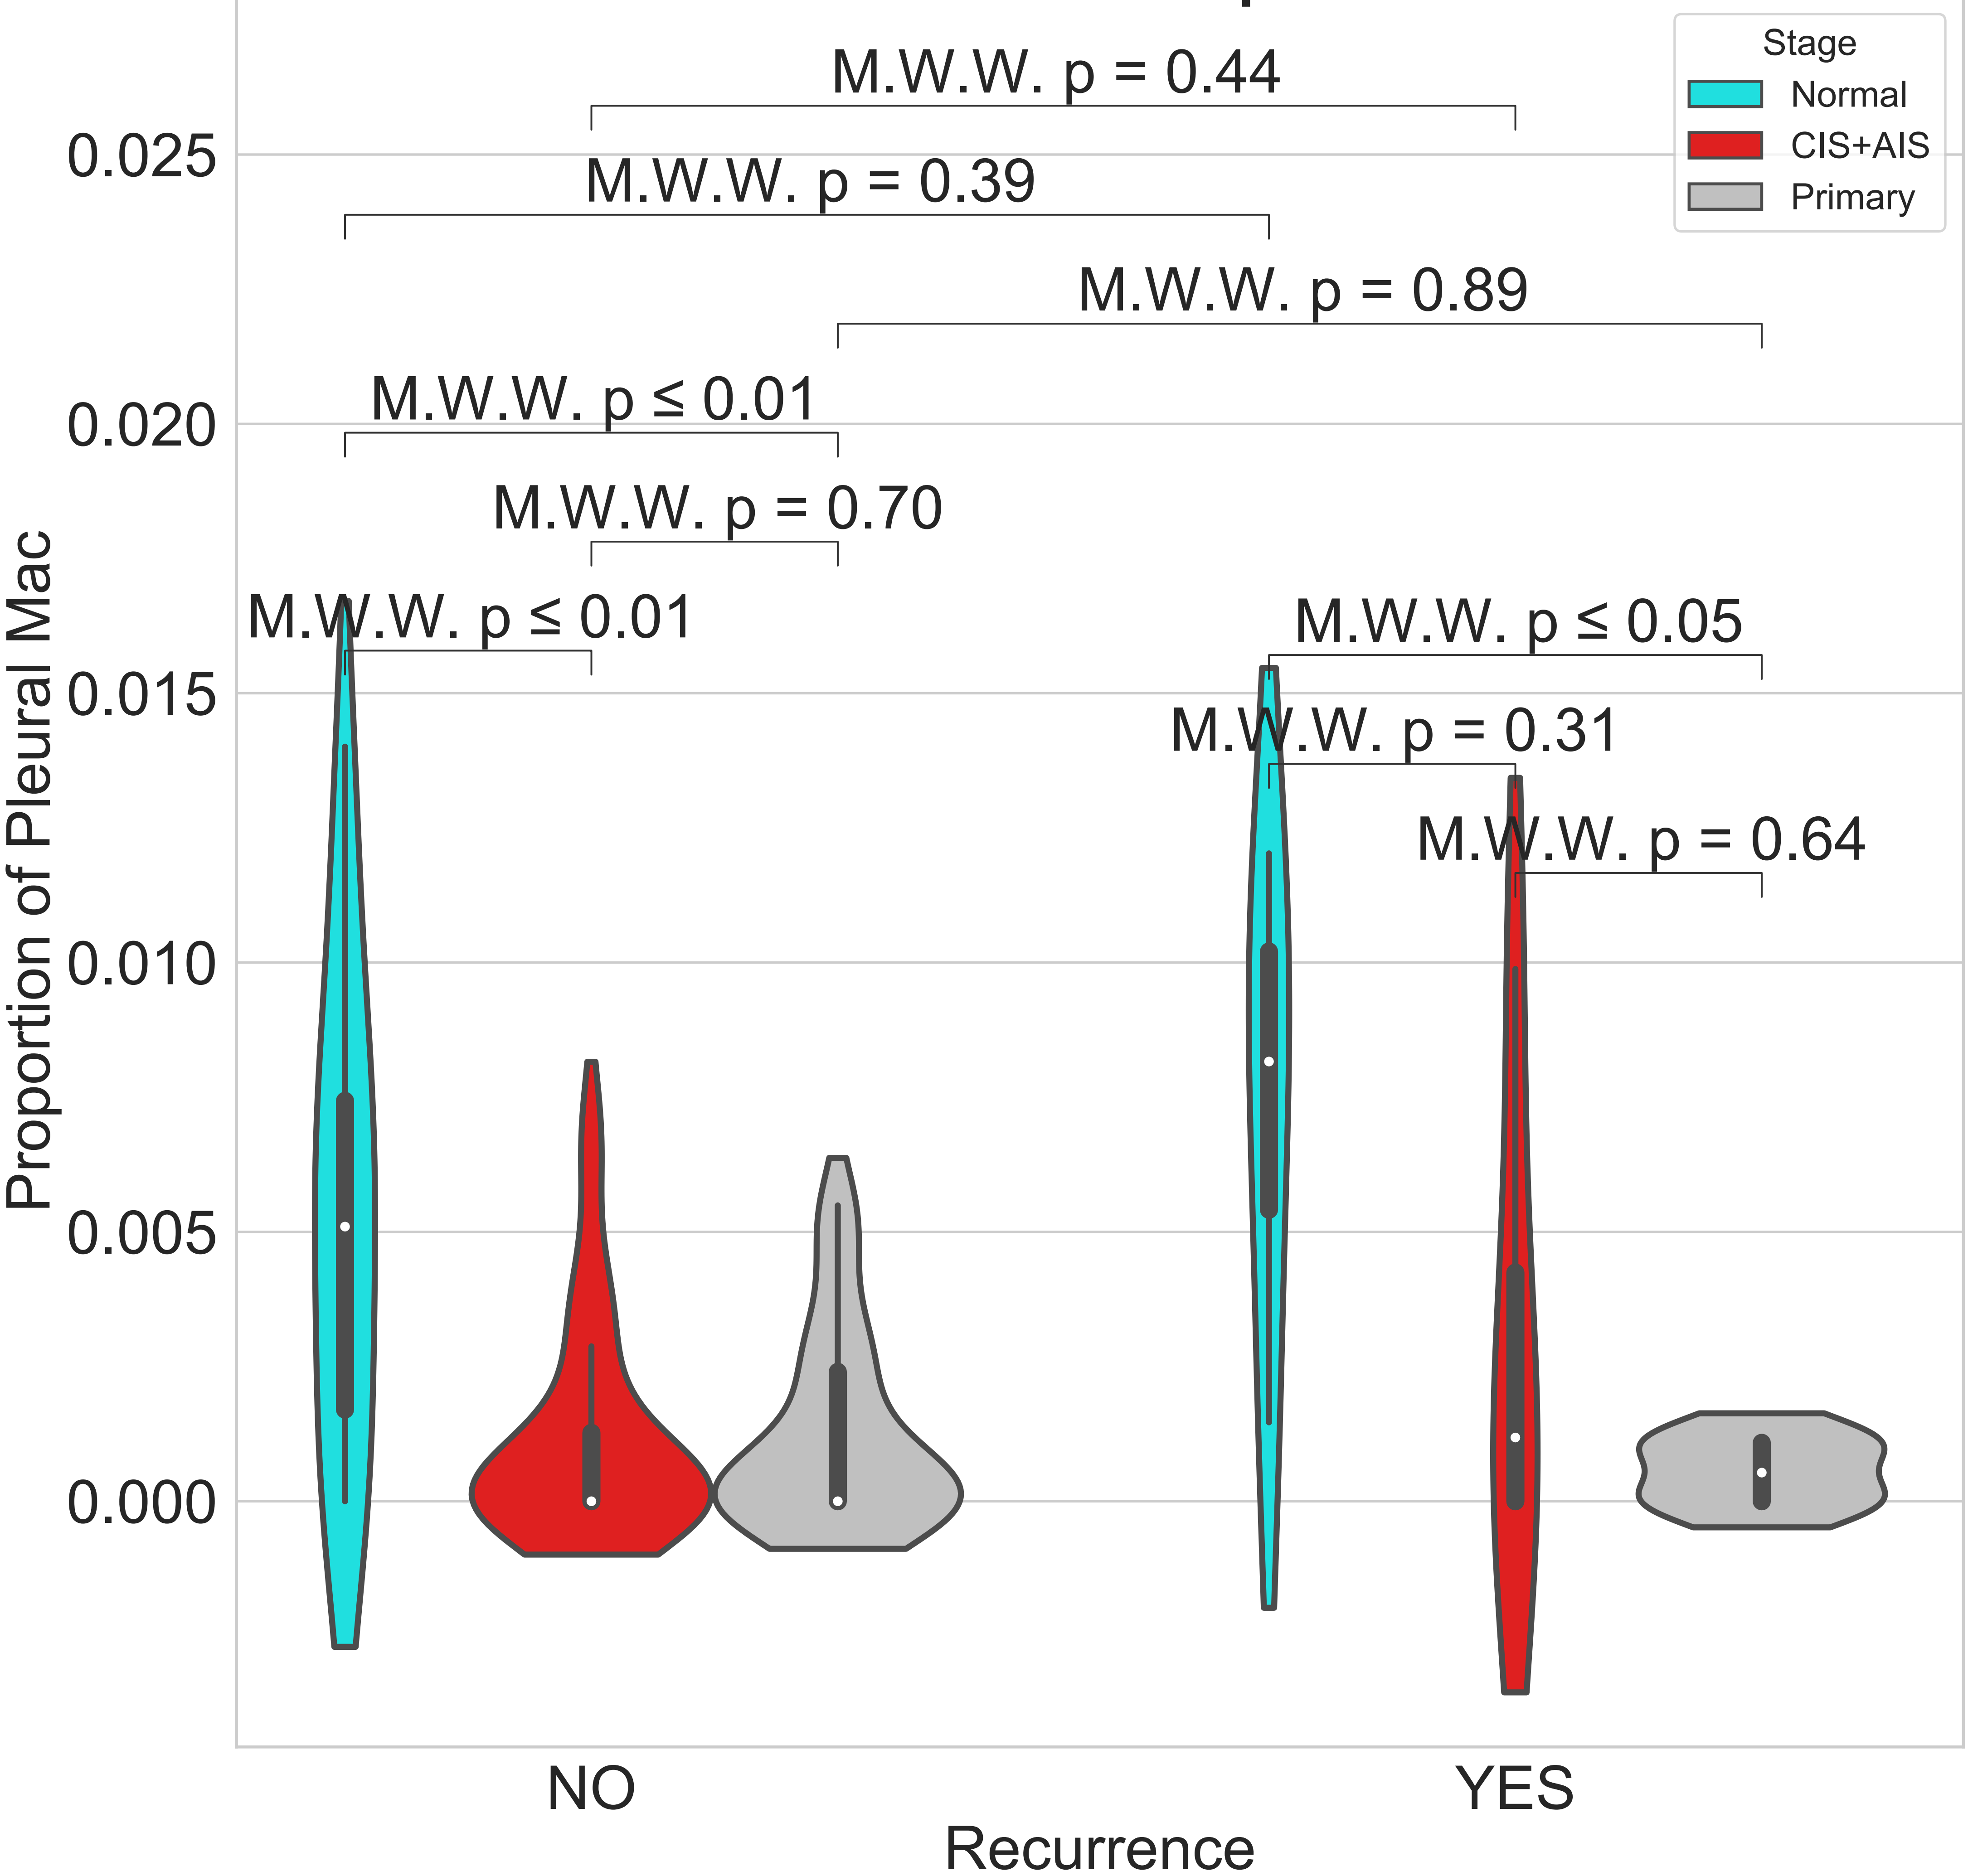 Stage
Normal
CIS+AIS
Primary
M.W.W. p = 0.44
0.025
M.W.W. p = 0.39
M.W.W. p = 0.89
M.W.W. p ≤ 0.01
0.020
M.W.W. p = 0.70
M.W.W. p ≤ 0.01
M.W.W. p ≤ 0.05
0.015
M.W.W. p = 0.31
M.W.W. p = 0.64
0.010
Proportion of Pleural Mac
0.005
0.000
NO
YES
Recurrence